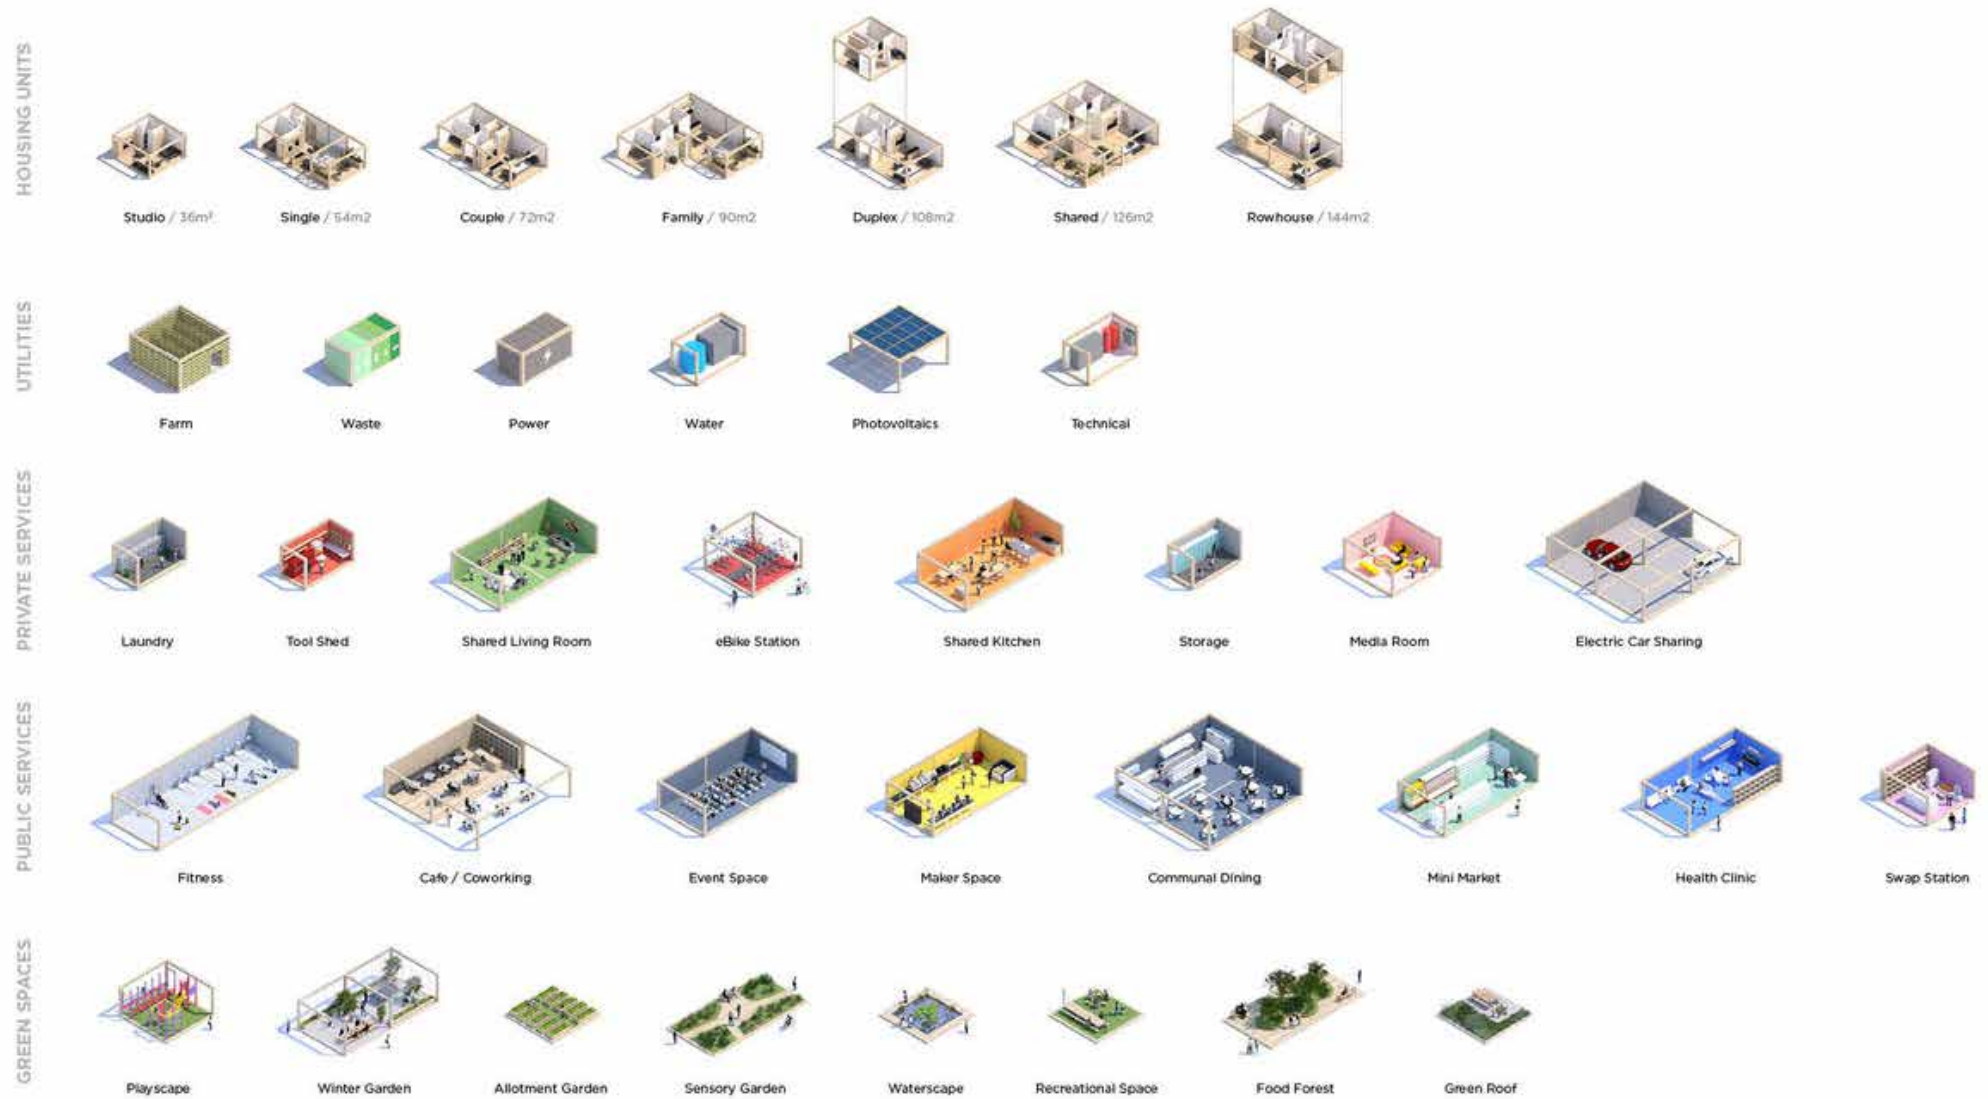 HOUSING UNITS
Studio / 36m²
Single / 54m2
Couple / 72m2
Family / 90m2
Duplex / 108m2
Shared / 126m2
Rowhouse / 144m2
UTILITIES
Farm
Waste
Power
Water
Photovoltaics
Technical
PRIVATE SERVICES
Laundry
Tool Shed
Shared Living Room
eBike Station
Shared Kitchen
Storage
Media Room
Electric Car Sharing
PUBLIC SERVICES
Fitness
Cafe / Coworking
Event Space
Maker Space
Communal Dining
Mini Market
Health Clinic
Swap Station
GREEN SPACES
Playscape
Winter Garden
Allotment Garden
Sensory Garden
Waterscape
Recreational Space
Food Forest
Green Roof